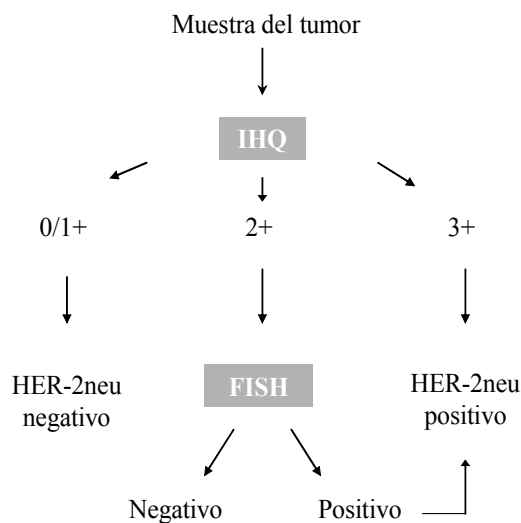 Muestra del tumor
IHQ
0/1+
2+
3+
HER-2neu
negativo
FISH
HER-2neu
positivo
Negativo
Positivo